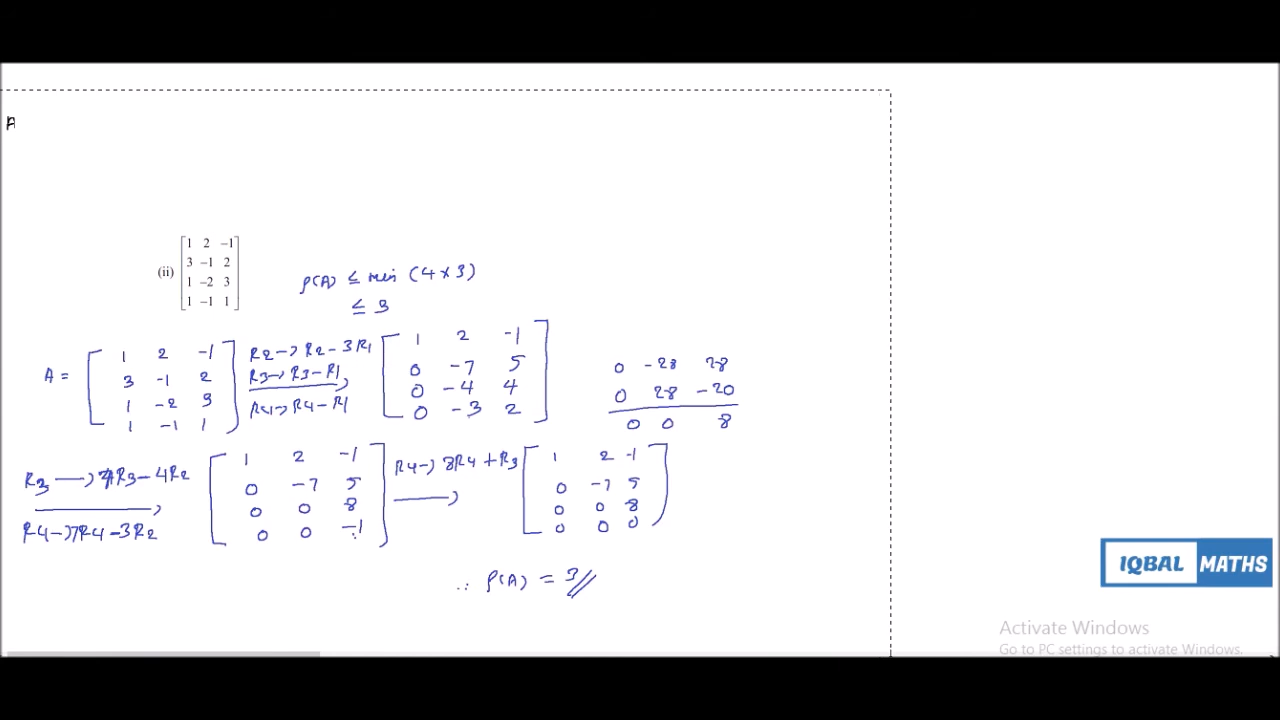 (ii) [1 2 −1
3 −1 2
1 −2 3
1 −1 1]
ρ(A) ≤ min (4 × 3)
≤ 3
A = [1 2 -1
3 -1 2
1 -2 3
1 -1 1]
R2 → R2 - 3R1
R3 → R3 - R1
R4 → R4 - R1
[1 2 -1
0 -7 5
0 -4 4
0 -3 2]
0 -28 28
0 28 -20
0 0 8
R3 → 7R3 - 4R2
R4 → 7R4 - 3R2
[1 2 -1
0 -7 5
0 0 8
0 0 -1]
R4 → 8R4 + R3
[1 2 -1
0 -7 5
0 0 8
0 0 0]
∴ ρ(A) = 3//
IQBAL MATHS
Activate Windows
Go to PC settings to activate Windows.